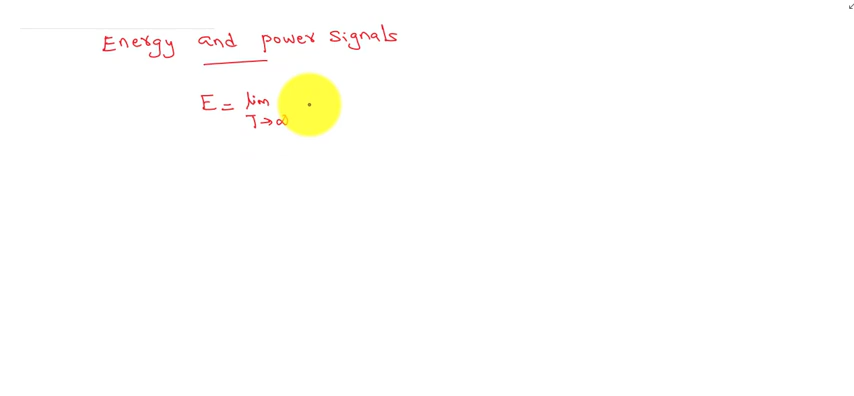 Energy and power signals
E = lim
T→∞